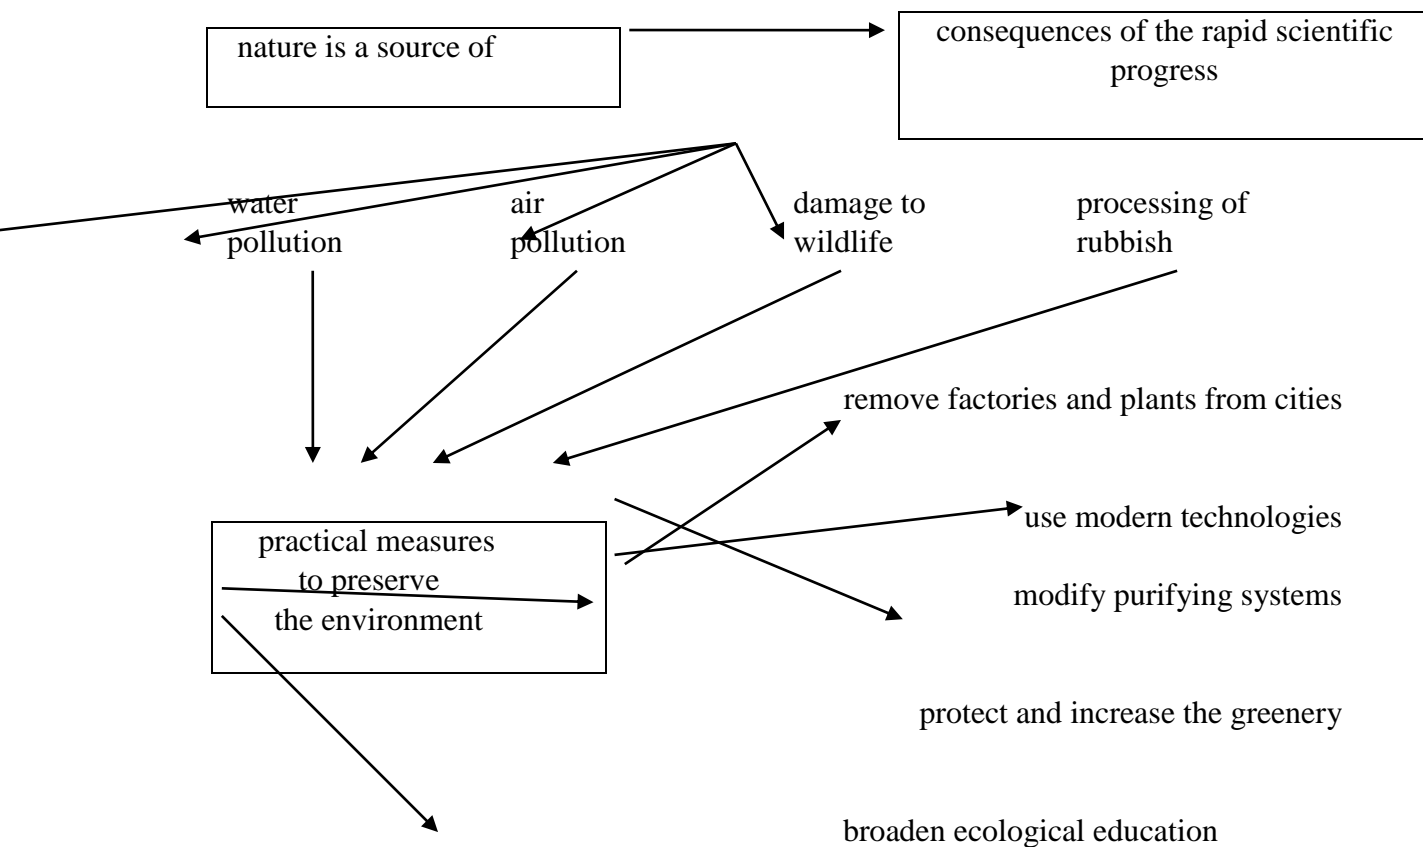 nature is a source of
consequences of the rapid scientific
progress
water
pollution
air
pollution
damage to
wildlife
processing of
rubbish
remove factories and plants from cities
use modern technologies
practical measures
to preserve
the environment
modify purifying systems
protect and increase the greenery
broaden ecological education